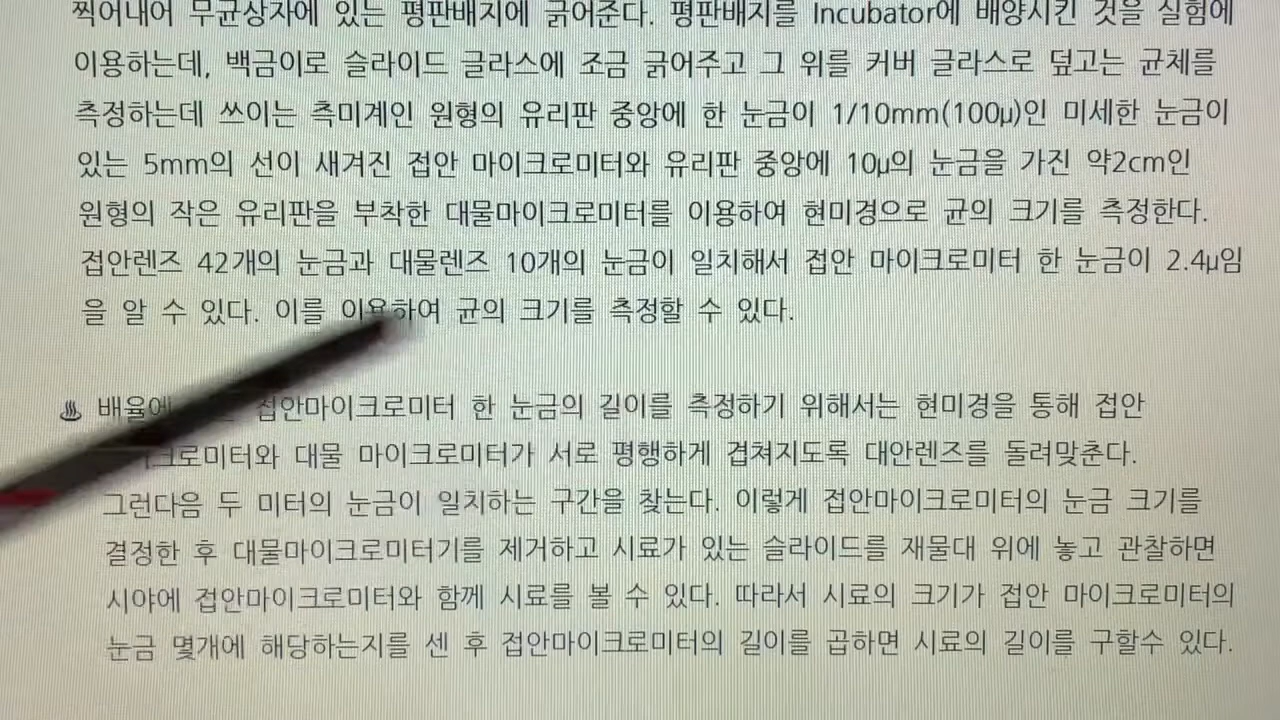 찍어내어 무균상자에 있는 평판배지에 긁어준다. 평판배지를 Incubator에 배양시킨 것을 실험에
이용하는데, 백금이로 슬라이드 글라스에 조금 긁어주고 그 위를 커버 글라스로 덮고는 균체를
측정하는데 쓰이는 측미계인 원형의 유리판 중앙에 한 눈금이 1/10mm(100μ)인 미세한 눈금이
있는 5mm의 선이 새겨진 접안 마이크로미터와 유리판 중앙에 10μ의 눈금을 가진 약2cm인
원형의 작은 유리판을 부착한 대물마이크로미터를 이용하여 현미경으로 균의 크기를 측정한다.
접안렌즈 42개의 눈금과 대물렌즈 10개의 눈금이 일치해서 접안 마이크로미터 한 눈금이 2.4μ임
을 알 수 있다. 이를 이용하여 균의 크기를 측정할 수 있다.
♨ 배율에 접안마이크로미터 한 눈금의 길이를 측정하기 위해서는 현미경을 통해 접안
대물 마이크로미터가 서로 평행하게 겹쳐지도록 대안렌즈를 돌려맞춘다.
그런다음 두 미터의 눈금이 일치하는 구간을 찾는다. 이렇게 접안마이크로미터의 눈금 크기를
결정한 후 대물마이크로미터기를 제거하고 시료가 있는 슬라이드를 재물대 위에 놓고 관찰하면
시야에 접안마이크로미터와 함께 시료를 볼 수 있다. 따라서 시료의 크기가 접안 마이크로미터의
눈금 몇개에 해당하는지를 센 후 접안마이크로미터의 길이를 곱하면 시료의 길이를 구할수 있다.